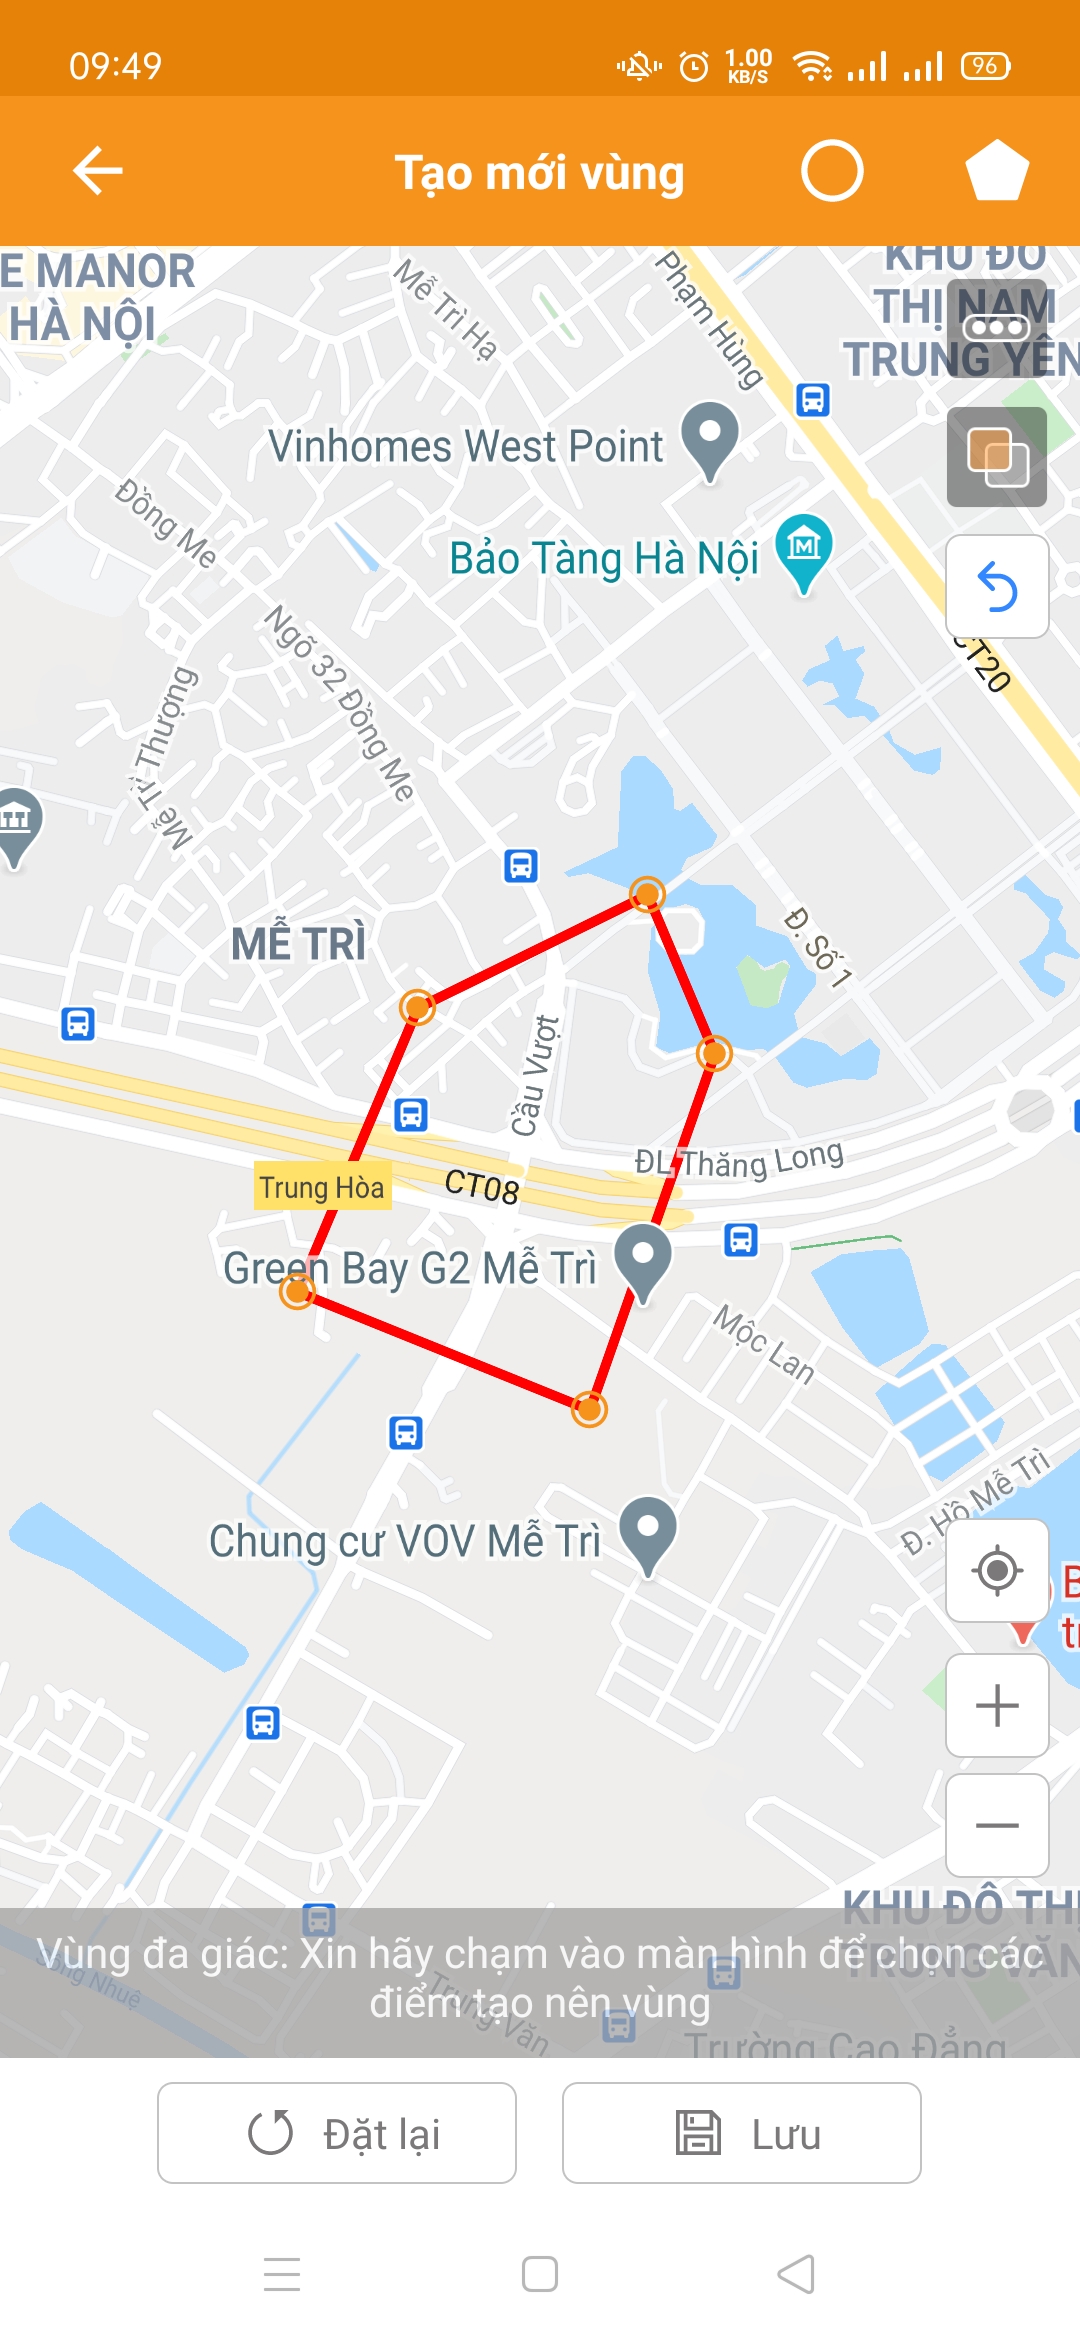 09:49
1.00
KB/S
96
Tạo mới vùng
E MANOR
HÀ NỘI
Mễ Trì Hạ
Phạm Hùng
KHU ĐÔ
THỊ NAM
TRUNG YÊN
Vinhomes West Point
Đồng Me
Bảo Tàng Hà Nội
CT20
Ngõ 32 Đồng Me
Mễ Trì Thượng
MỄ TRÌ
Đ. Số 1
Cầu Vượt
ĐL Thăng Long
Trung Hòa
CT08
Green Bay G2 Mễ Trì
Mộc Lan
Đ. Hồ Mễ Trì
Chung cư VOV Mễ Trì
B
tr
KHU ĐÔ THỊ
TRUNG VĂN
Vùng đa giác: Xin hãy chạm vào màn hình để chọn các
điểm tạo nên vùng
Sông Nhuệ
Trung Văn
Trường Cao Đẳng
Đặt lại
Lưu